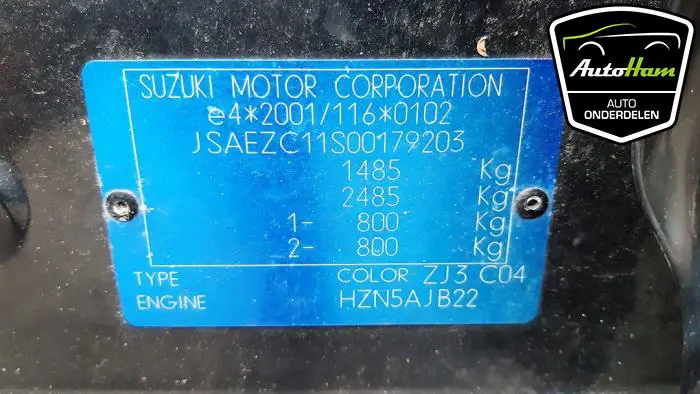 SUZUKI MOTOR CORPORATION
e4*2001/116*0102
JSAEZC11S00179203
1485 Kg
2485 Kg
1- 800 Kg
2- 800 Kg
TYPE COLOR ZJ3 C04
ENGINE HZN5AJB22
AutoHam
AUTO
ONDERDELEN